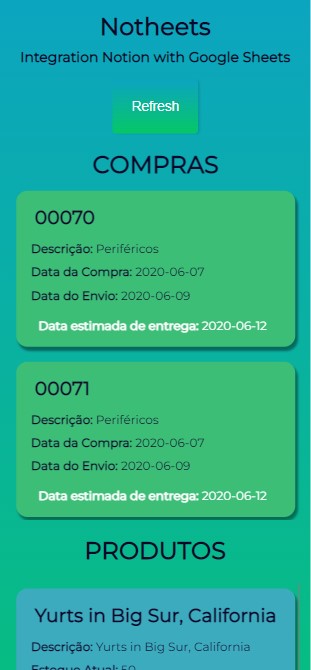 Notheets
Integration Notion with Google Sheets
Refresh
COMPRAS
00070
Descrição: Periféricos
Data da Compra: 2020-06-07
Data do Envio: 2020-06-09
Data estimada de entrega: 2020-06-12
00071
Descrição: Periféricos
Data da Compra: 2020-06-07
Data do Envio: 2020-06-09
Data estimada de entrega: 2020-06-12
PRODUTOS
Yurts in Big Sur, California
Descrição: Yurts in Big Sur, California
Estoque Atual: 50